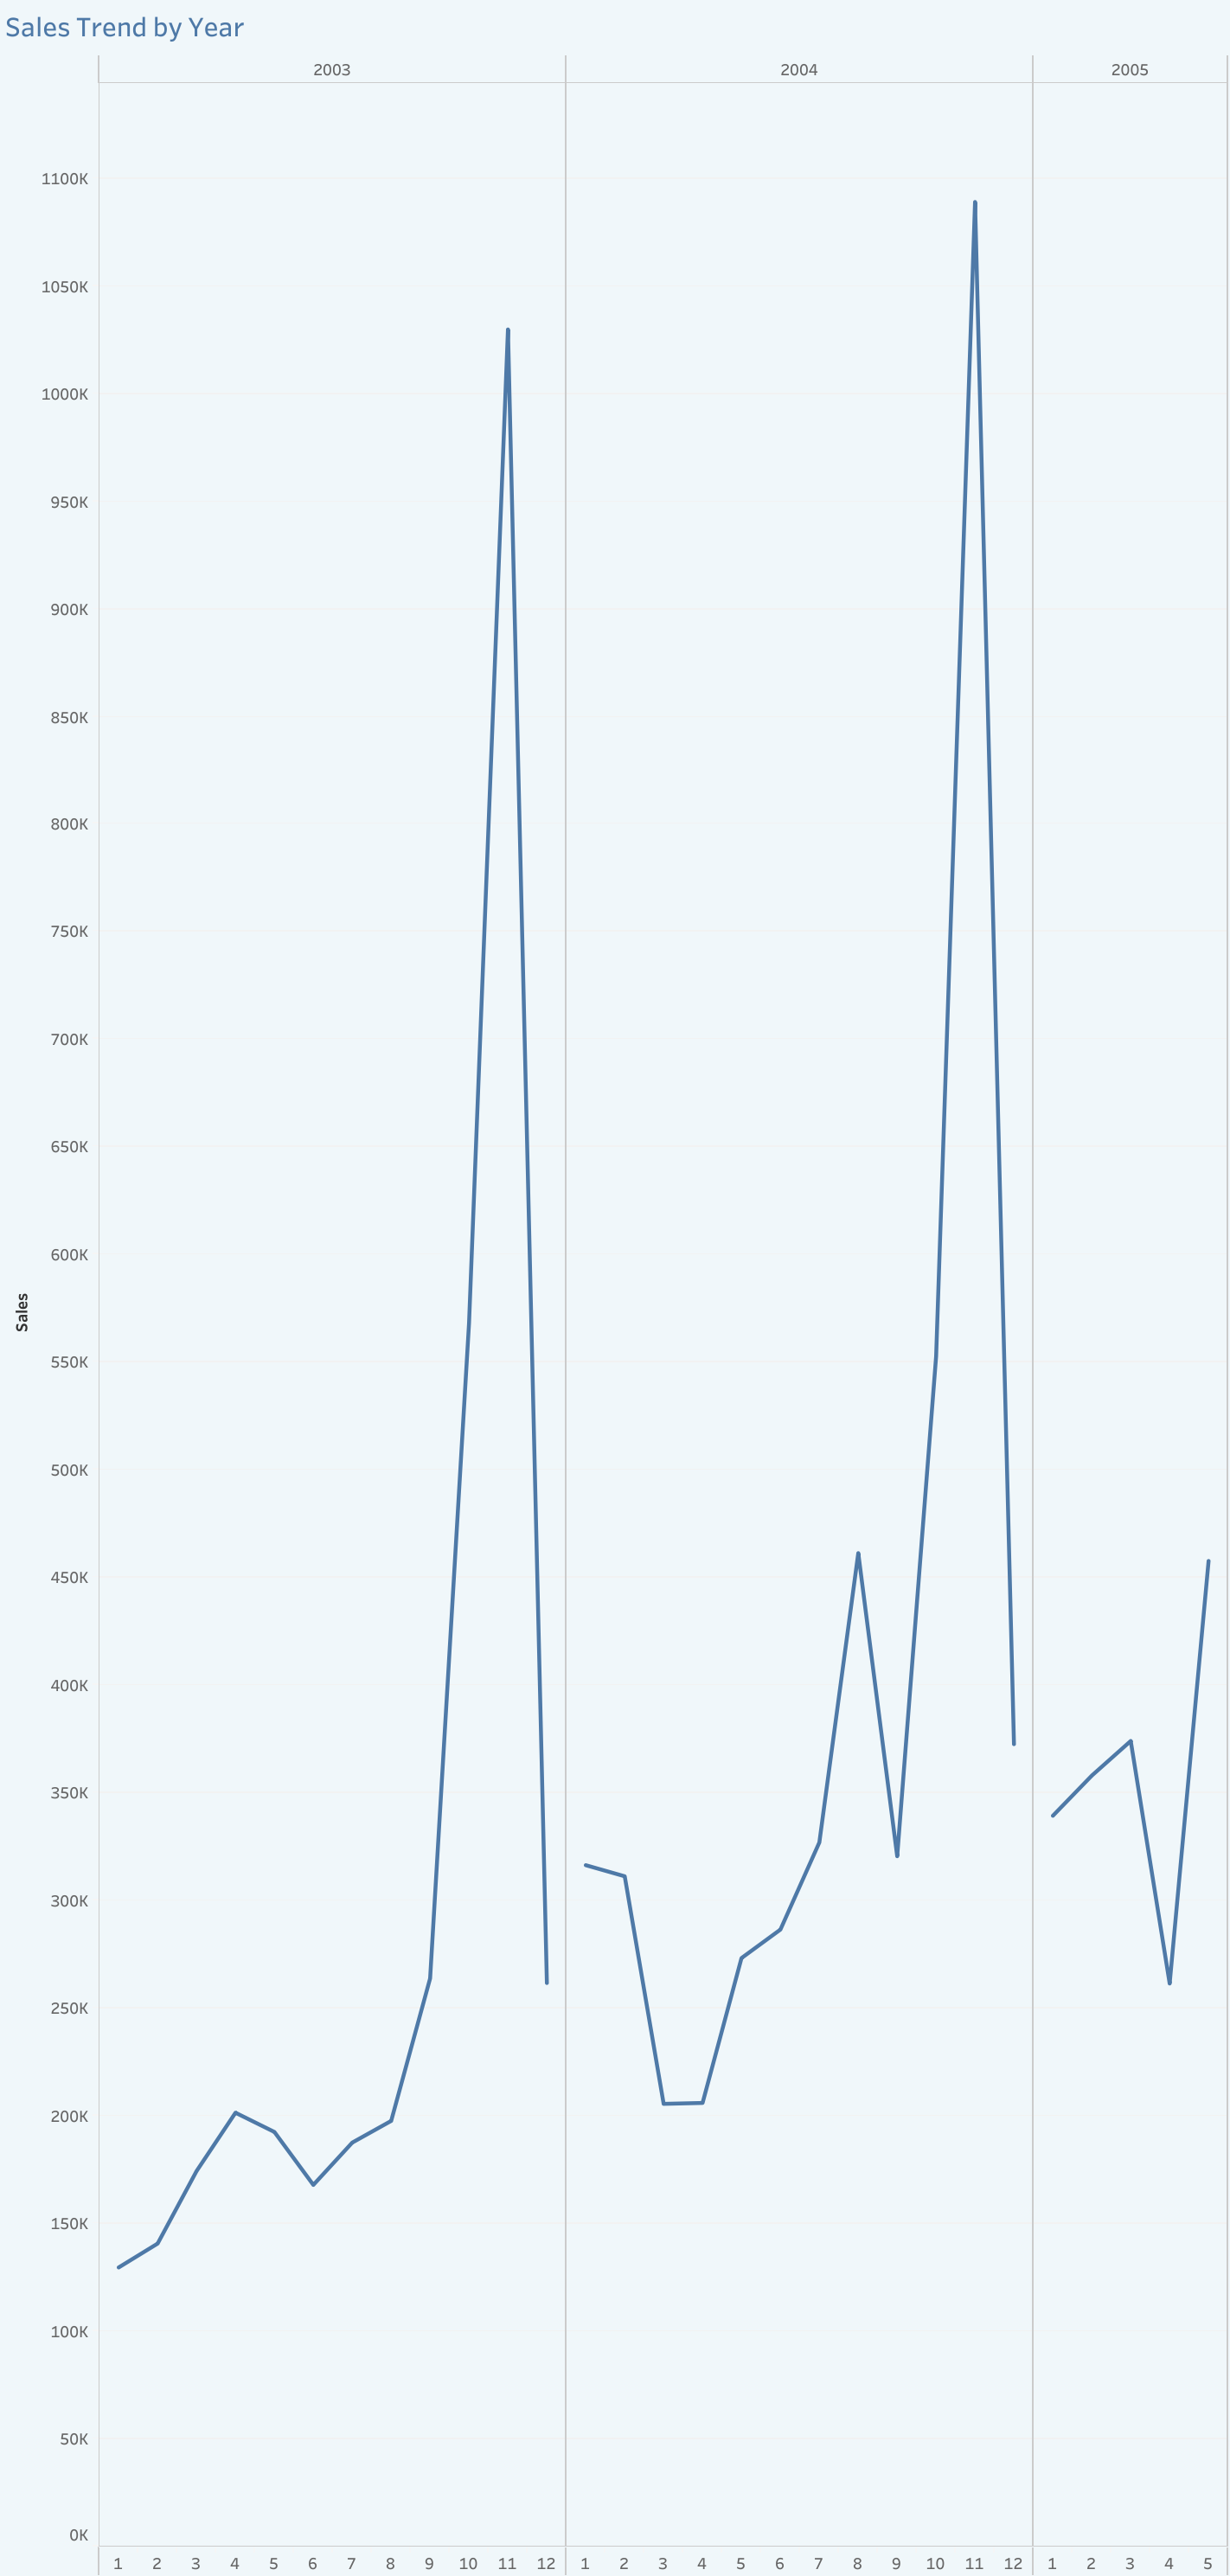 Sales Trend by Year
2003 2004 2005
1100K
1050K
1000K
950K
900K
850K
800K
750K
700K
650K
600K
Sales
550K
500K
450K
400K
350K
300K
250K
200K
150K
100K
50K
0K
1 2 3 4 5 6 7 8 9 10 11 12 1 2 3 4 5 6 7 8 9 10 11 12 1 2 3 4 5